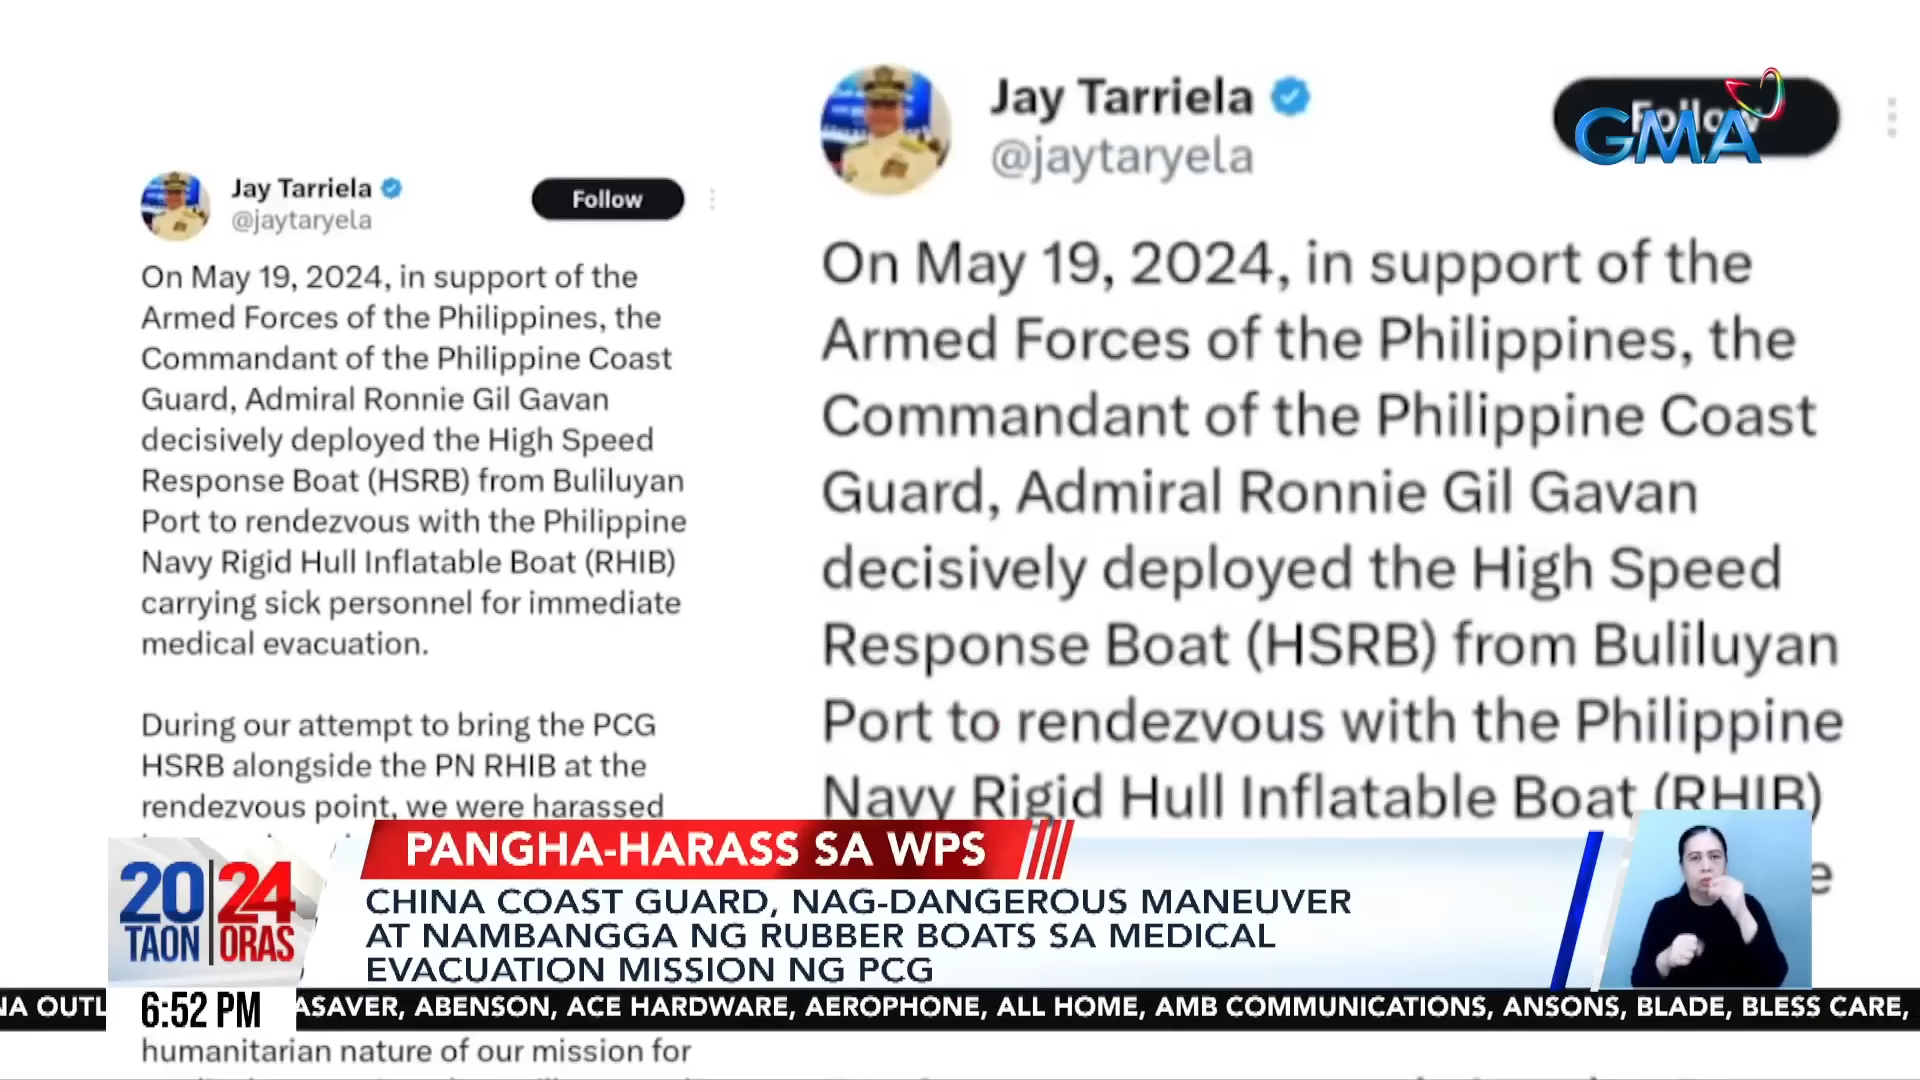 Jay Tarriela
@jaytaryela
Follow
On May 19, 2024, in support of the
Armed Forces of the Philippines, the
Commandant of the Philippine Coast
Guard, Admiral Ronnie Gil Gavan
decisively deployed the High Speed
Response Boat (HSRB) from Buliluyan
Port to rendezvous with the Philippine
Navy Rigid Hull Inflatable Boat (RHIB)
carrying sick personnel for immediate
medical evacuation.
During our attempt to bring the PCG
HSRB alongside the PN RHIB at the
rendezvous point, we were harassed
humanitarian nature of our mission for
Jay Tarriela
@jaytaryela
Follow
GMA
On May 19, 2024, in support of the
Armed Forces of the Philippines, the
Commandant of the Philippine Coast
Guard, Admiral Ronnie Gil Gavan
decisively deployed the High Speed
Response Boat (HSRB) from Buliluyan
Port to rendezvous with the Philippine
Navy Rigid Hull Inflatable Boat (RHIB)
PANGHA-HARASS SA WPS
CHINA COAST GUARD, NAG-DANGEROUS MANEUVER
AT NAMBANGGA NG RUBBER BOATS SA MEDICAL
EVACUATION MISSION NG PCG
20 TAON
24 ORAS
6:52 PM
NA OUTL
ASAVER, ABENSON, ACE HARDWARE, AEROPHONE, ALL HOME, AMB COMMUNICATIONS, ANSONS, BLADE, BLESS CARE,